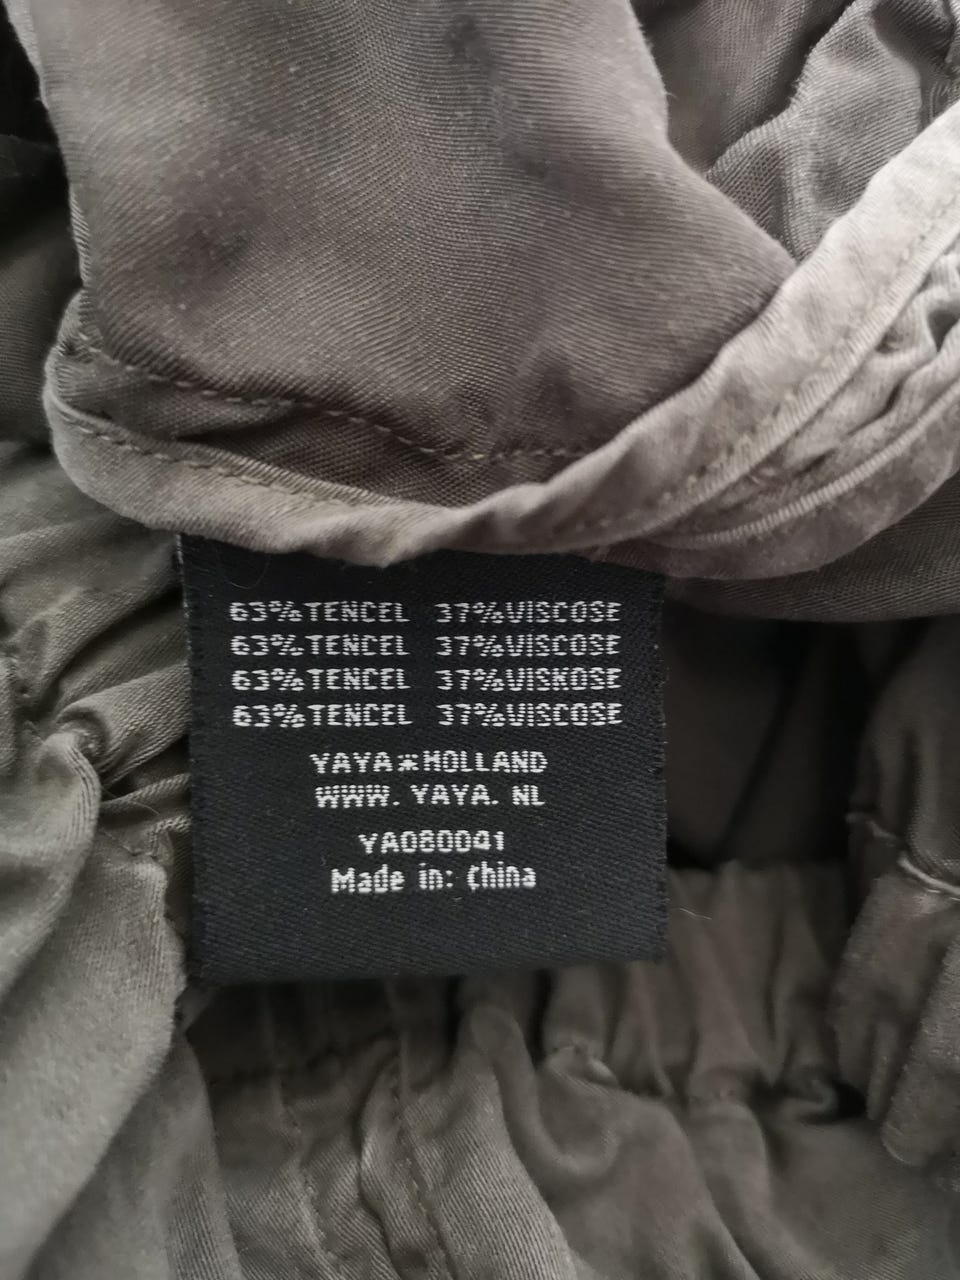 63%TENCEL 37%VISCOSE
63%TENCEL 37%VISCOSE
63%TENCEL 37%VISKOSE
63%TENCEL 37%VISCOSE
YAYA*HOLLAND
WWW.YAYA.NL
YA080041
Made in: China